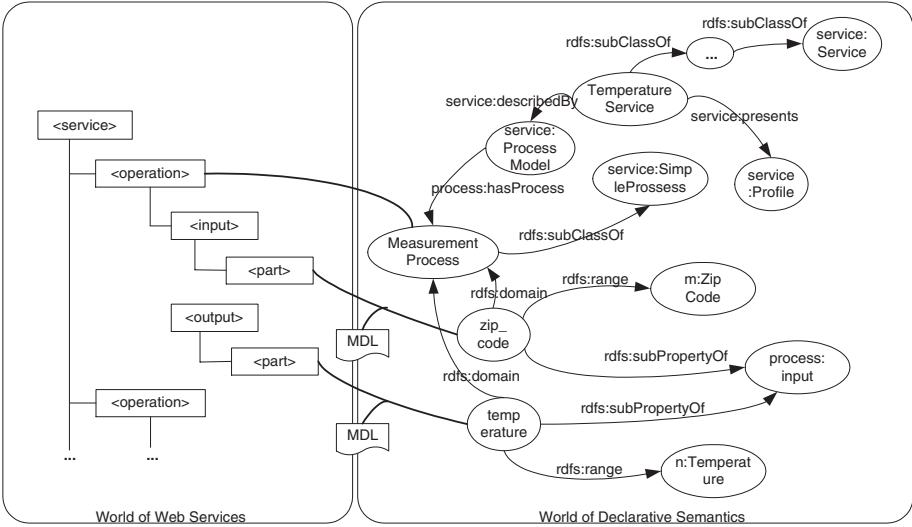 <service>
<operation>
<input>
<part>
<output>
<part>
<operation>
...
...
World of Web Services
MDL
MDL
rdfs:subClassOf
rdfs:subClassOf
...
service:
Service
service:describedBy
Temperature
Service
service:presents
service:
Process
Model
service:Simp
leProssess
service
:Profile
process:hasProcess
Measurement
Process
rdfs:subClassOf
rdfs:domain
rdfs:range
m:Zip
Code
zip_
code
rdfs:subPropertyOf
process:
input
rdfs:domain
temp
erature
rdfs:subPropertyOf
rdfs:range
n:Temperat
ure
World of Declarative Semantics